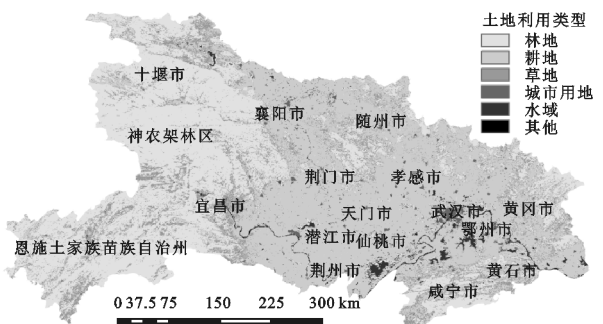 土地利用类型
林地
耕地
草地
城市用地
水域
其他
十堰市
襄阳市
随州市
神农架林区
荆门市
孝感市
宜昌市
天门市
武汉市
黄冈市
鄂州市
潜江市
仙桃市
恩施土家族苗族自治州
荆州市
黄石市
咸宁市
0 37.5 75 150 225 300 km